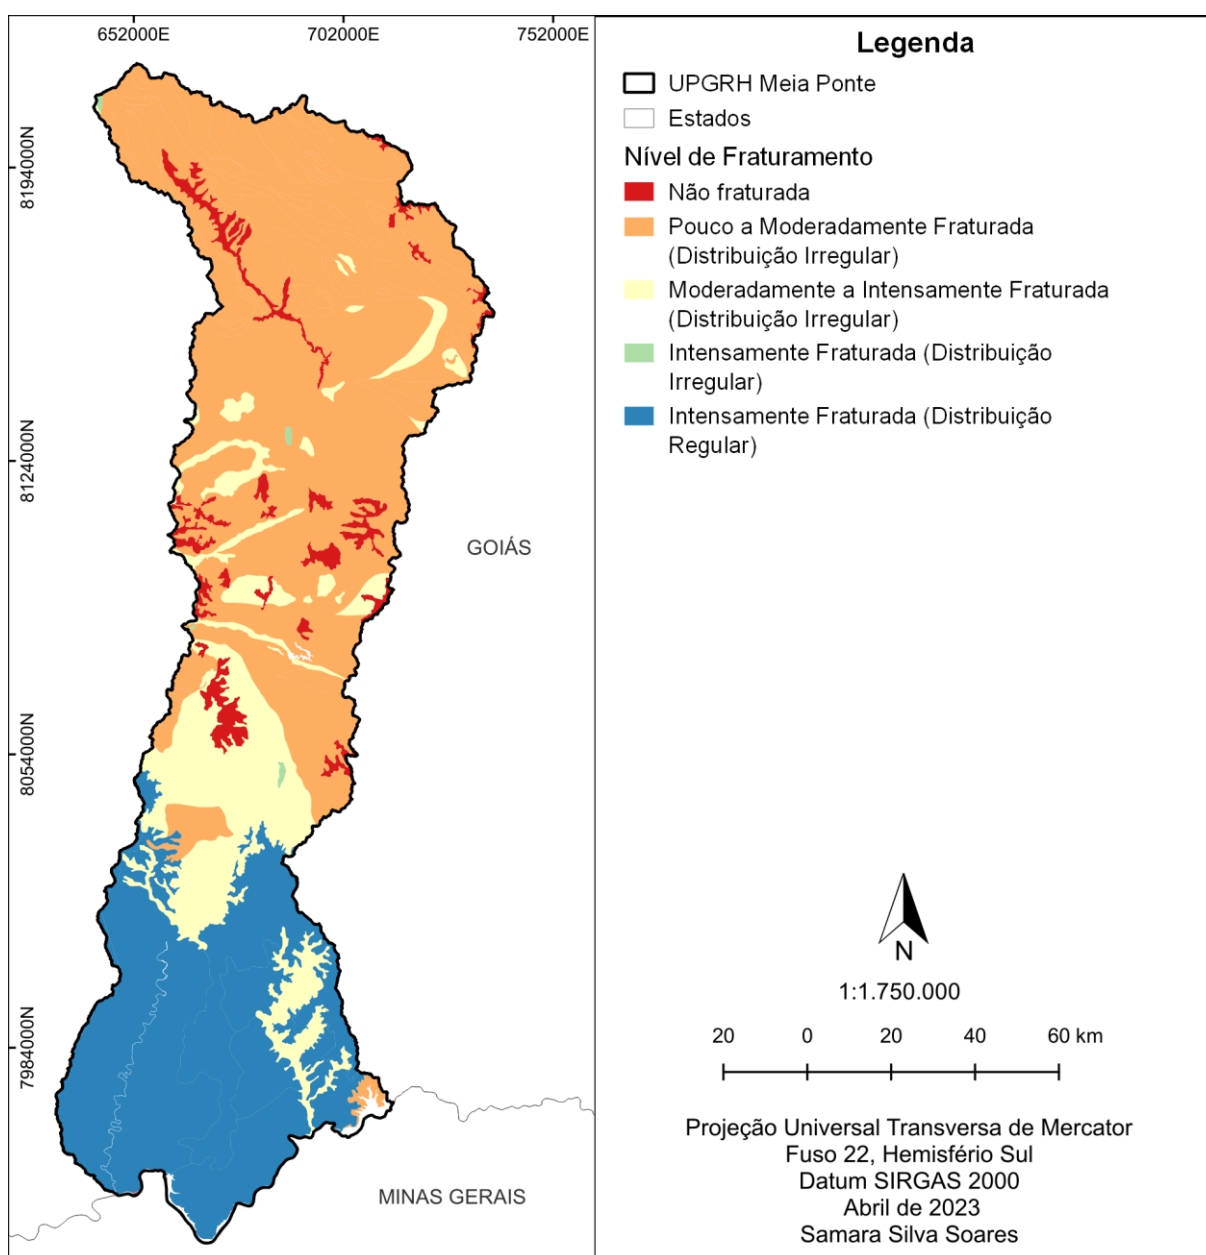 652000E 702000E 752000E
8194000N
8124000N
8054000N
7984000N
GOIÁS
MINAS GERAIS
Legenda
UPGRH Meia Ponte
Estados
Nível de Fraturamento
Não fraturada
Pouco a Moderadamente Fraturada
(Distribuição Irregular)
Moderadamente a Intensamente Fraturada
(Distribuição Irregular)
Intensamente Fraturada (Distribuição
Irregular)
Intensamente Fraturada (Distribuição
Regular)
N
1:1.750.000
20 0 20 40 60 km
Projeção Universal Transversa de Mercator
Fuso 22, Hemisfério Sul
Datum SIRGAS 2000
Abril de 2023
Samara Silva Soares